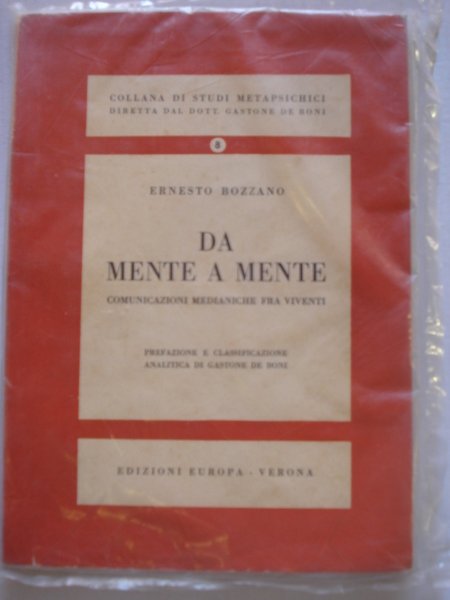 COLLANA DI STUDI METAPSICHICI
DIRETTA DAL DOTT. GASTONE DE BONI
8
ERNESTO BOZZANO
DA
MENTE A MENTE
COMUNICAZIONI MEDIANICHE FRA VIVENTI
PREFAZIONE E CLASSIFICAZIONE
ANALITICA DI GASTONE DE BONI
EDIZIONI EUROPA - VERONA